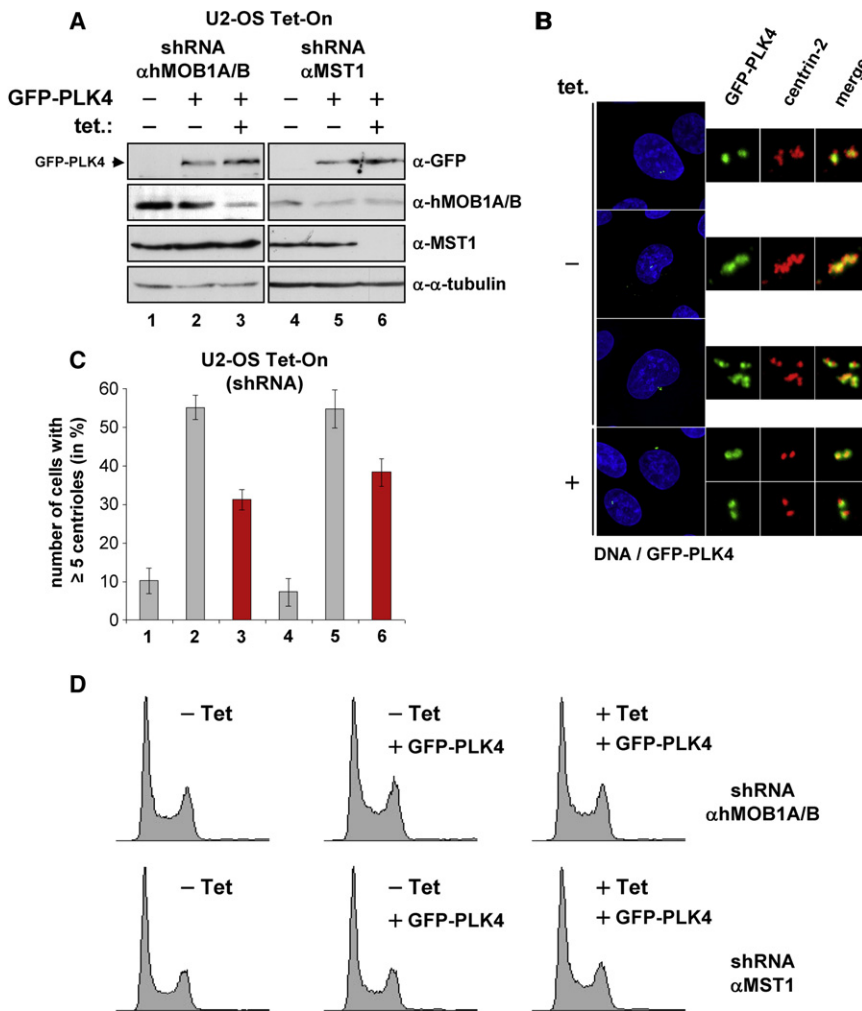 A
U2-OS Tet-On
shRNA
αhMOB1A/B
shRNA
αMST1
GFP-PLK4 – + + – + +
tet.: – – + – – +
GFP-PLK4
α-GFP
α-hMOB1A/B
α-MST1
α-α-tubulin
1 2 3 4 5 6
B
tet.
GFP-PLK4
centrin-2
merge
–
+
DNA / GFP-PLK4
C
U2-OS Tet-On
(shRNA)
number of cells with
≥ 5 centrioles (in %)
60
50
40
30
20
10
0
1 2 3 4 5 6
D
– Tet
– Tet
+ GFP-PLK4
+ Tet
+ GFP-PLK4
shRNA
αhMOB1A/B
– Tet
– Tet
+ GFP-PLK4
+ Tet
+ GFP-PLK4
shRNA
αMST1